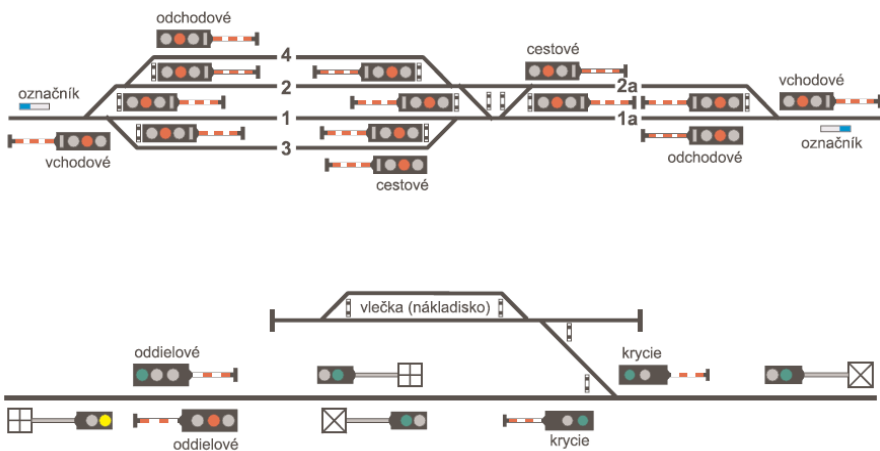 odchodové
4
cestové
označník
2
2a
vchodové
1
1a
vchodové
3
cestové
odchodové
označník
vlečka (nákladisko)
oddielové
krycie
oddielové
krycie